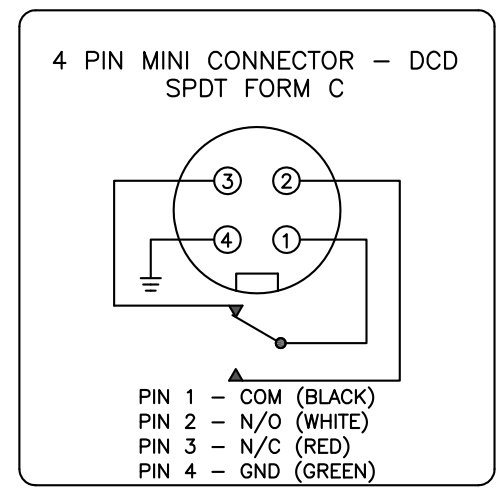 4 PIN MINI CONNECTOR – DCD
SPDT FORM C
3 2
4 1
PIN 1 – COM (BLACK)
PIN 2 – N/O (WHITE)
PIN 3 – N/C (RED)
PIN 4 – GND (GREEN)